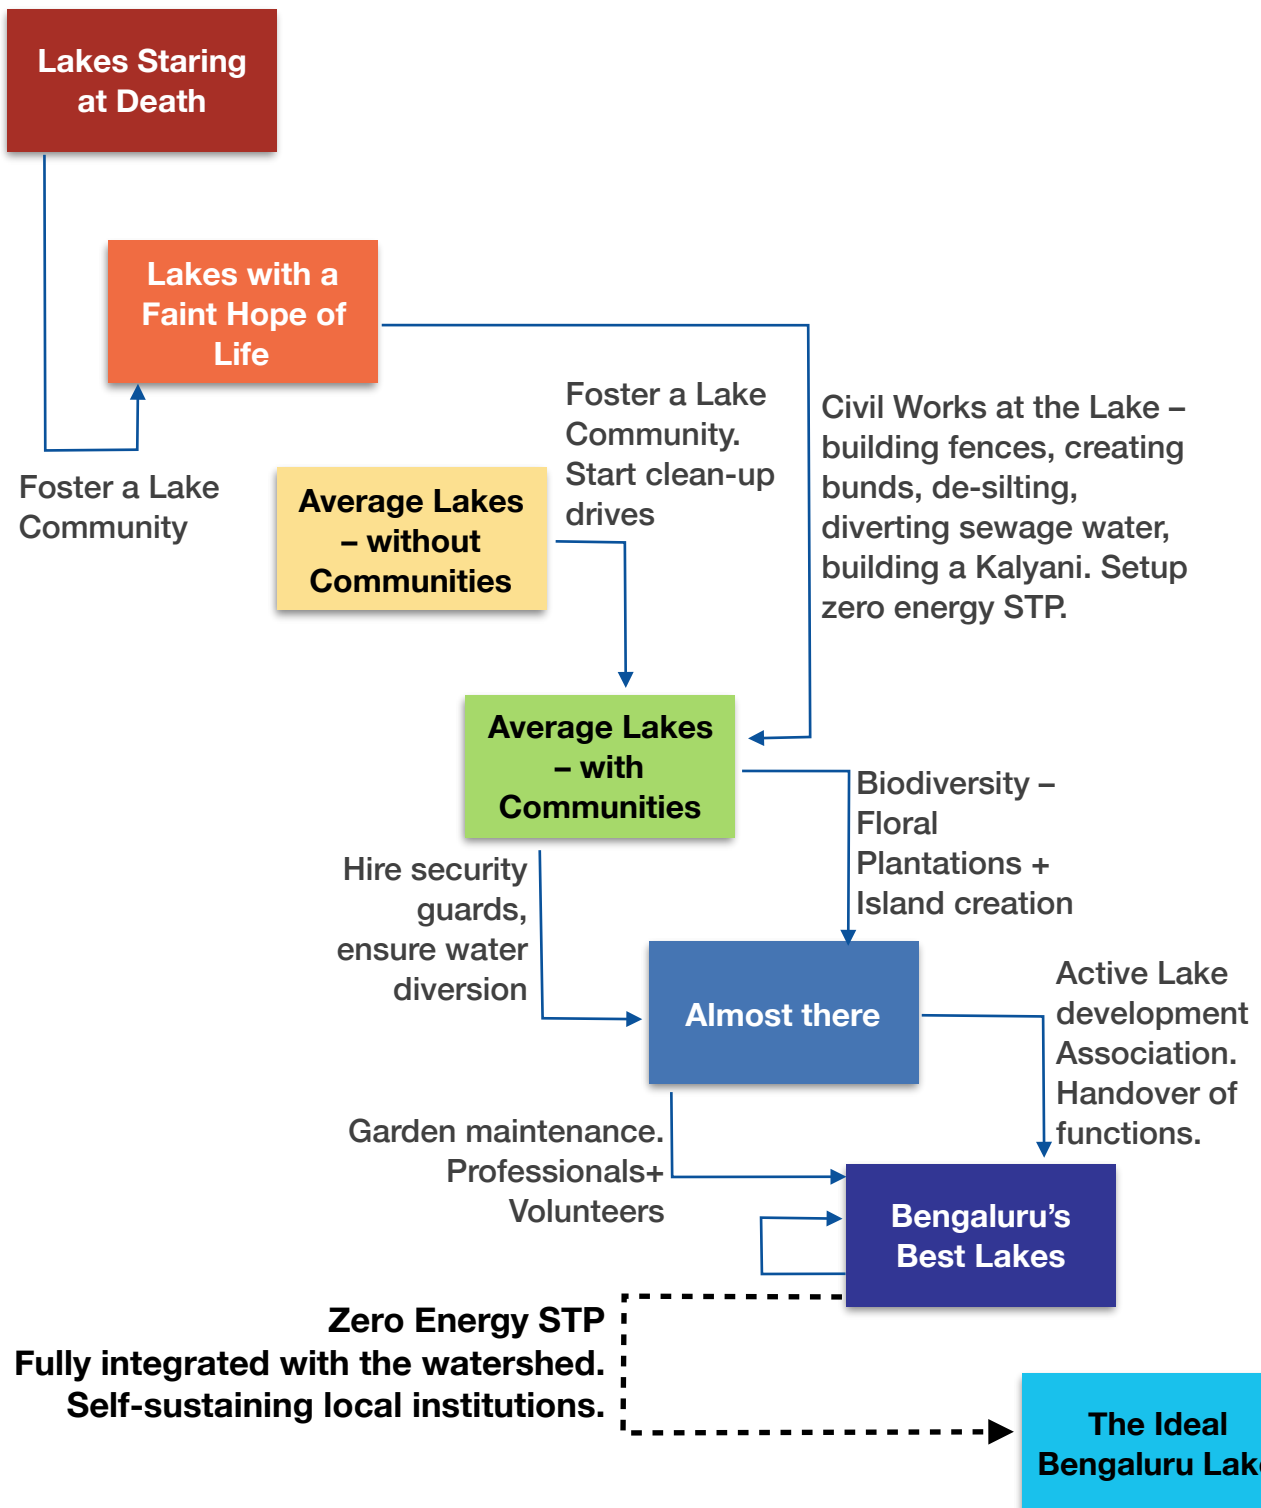 Lakes Staring
at Death
Lakes with a
Faint Hope of
Life
Foster a Lake
Community
Average Lakes
– without
Communities
Foster a Lake
Community.
Start clean-up
drives
Civil Works at the Lake –
building fences, creating
bunds, de-silting,
diverting sewage water,
building a Kalyani. Setup
zero energy STP.
Average Lakes
– with
Communities
Hire security
guards,
ensure water
diversion
Biodiversity –
Floral
Plantations +
Island creation
Almost there
Active Lake
development
Association.
Handover of
functions.
Garden maintenance.
Professionals+
Volunteers
Bengaluru’s
Best Lakes
Zero Energy STP
Fully integrated with the watershed.
Self-sustaining local institutions.
The Ideal
Bengaluru Lake